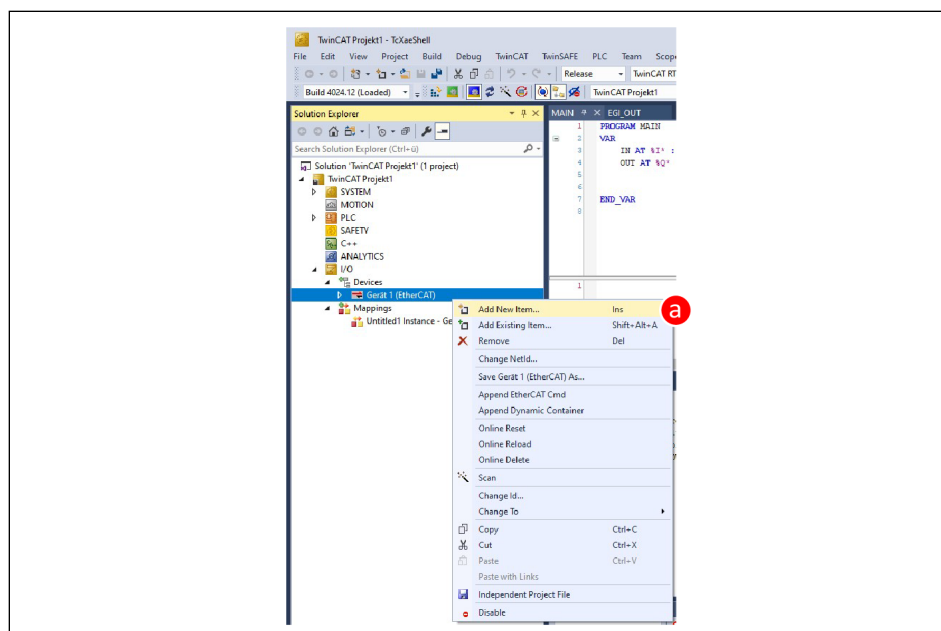 TwinCAT Projekt1 - TcXaeShell
File Edit View Project Build Debug TwinCAT TwinSAFE PLC Team Scop
Release TwinCAT RT
Build 4024.12 (Loaded) TwinCAT Projekt1
Solution Explorer
MAIN EGI_OUT
Search Solution Explorer (Ctrl+ü)
1 PROGRAM MAIN
2 VAR
3 IN AT %I* :
4 OUT AT %Q*
5
6
7 END_VAR
8
1
Solution 'TwinCAT Projekt1' (1 project)
TwinCAT Projekt1
SYSTEM
MOTION
PLC
SAFETY
C++
ANALYTICS
I/O
Devices
Gerät 1 (EtherCAT)
Mappings
Untitled1 Instance - Ge
Add New Item... Ins
a
Add Existing Item... Shift+Alt+A
Remove Del
Change NetId...
Save Gerät 1 (EtherCAT) As...
Append EtherCAT Cmd
Append Dynamic Container
Online Reset
Online Reload
Online Delete
Scan
Change Id...
Change To
Copy Ctrl+C
Cut Ctrl+X
Paste Ctrl+V
Paste with Links
Independent Project File
Disable